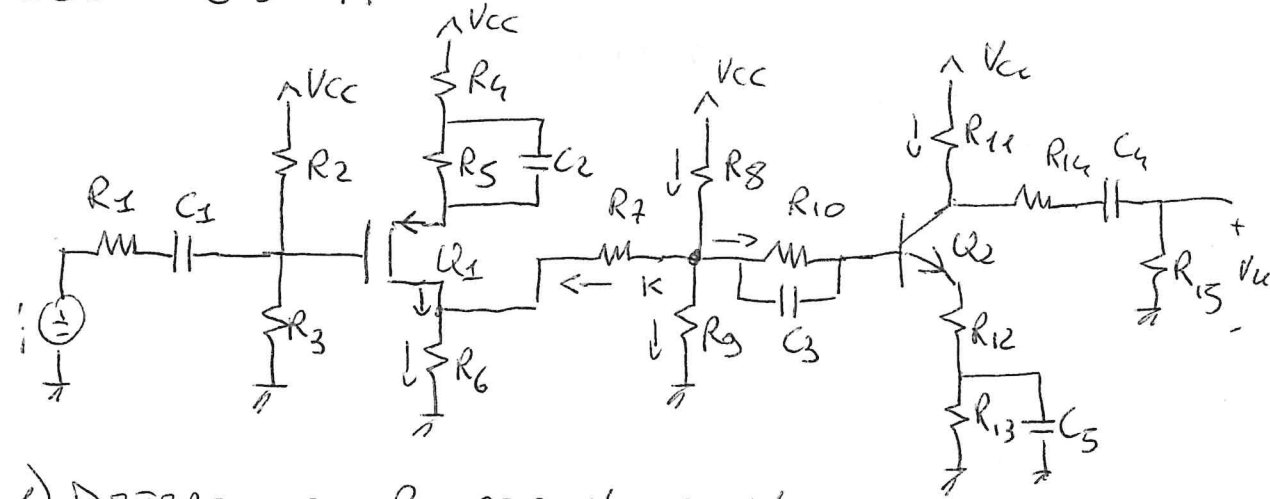 VCC
VCC
R4
VCC
VCC
R2
R5
C2
R8
R11
R14
C4
R1
C1
R7
R10
Q1
K
Q2
+
Vu
R15
-
R3
R6
R9
C3
R12
R13
C5